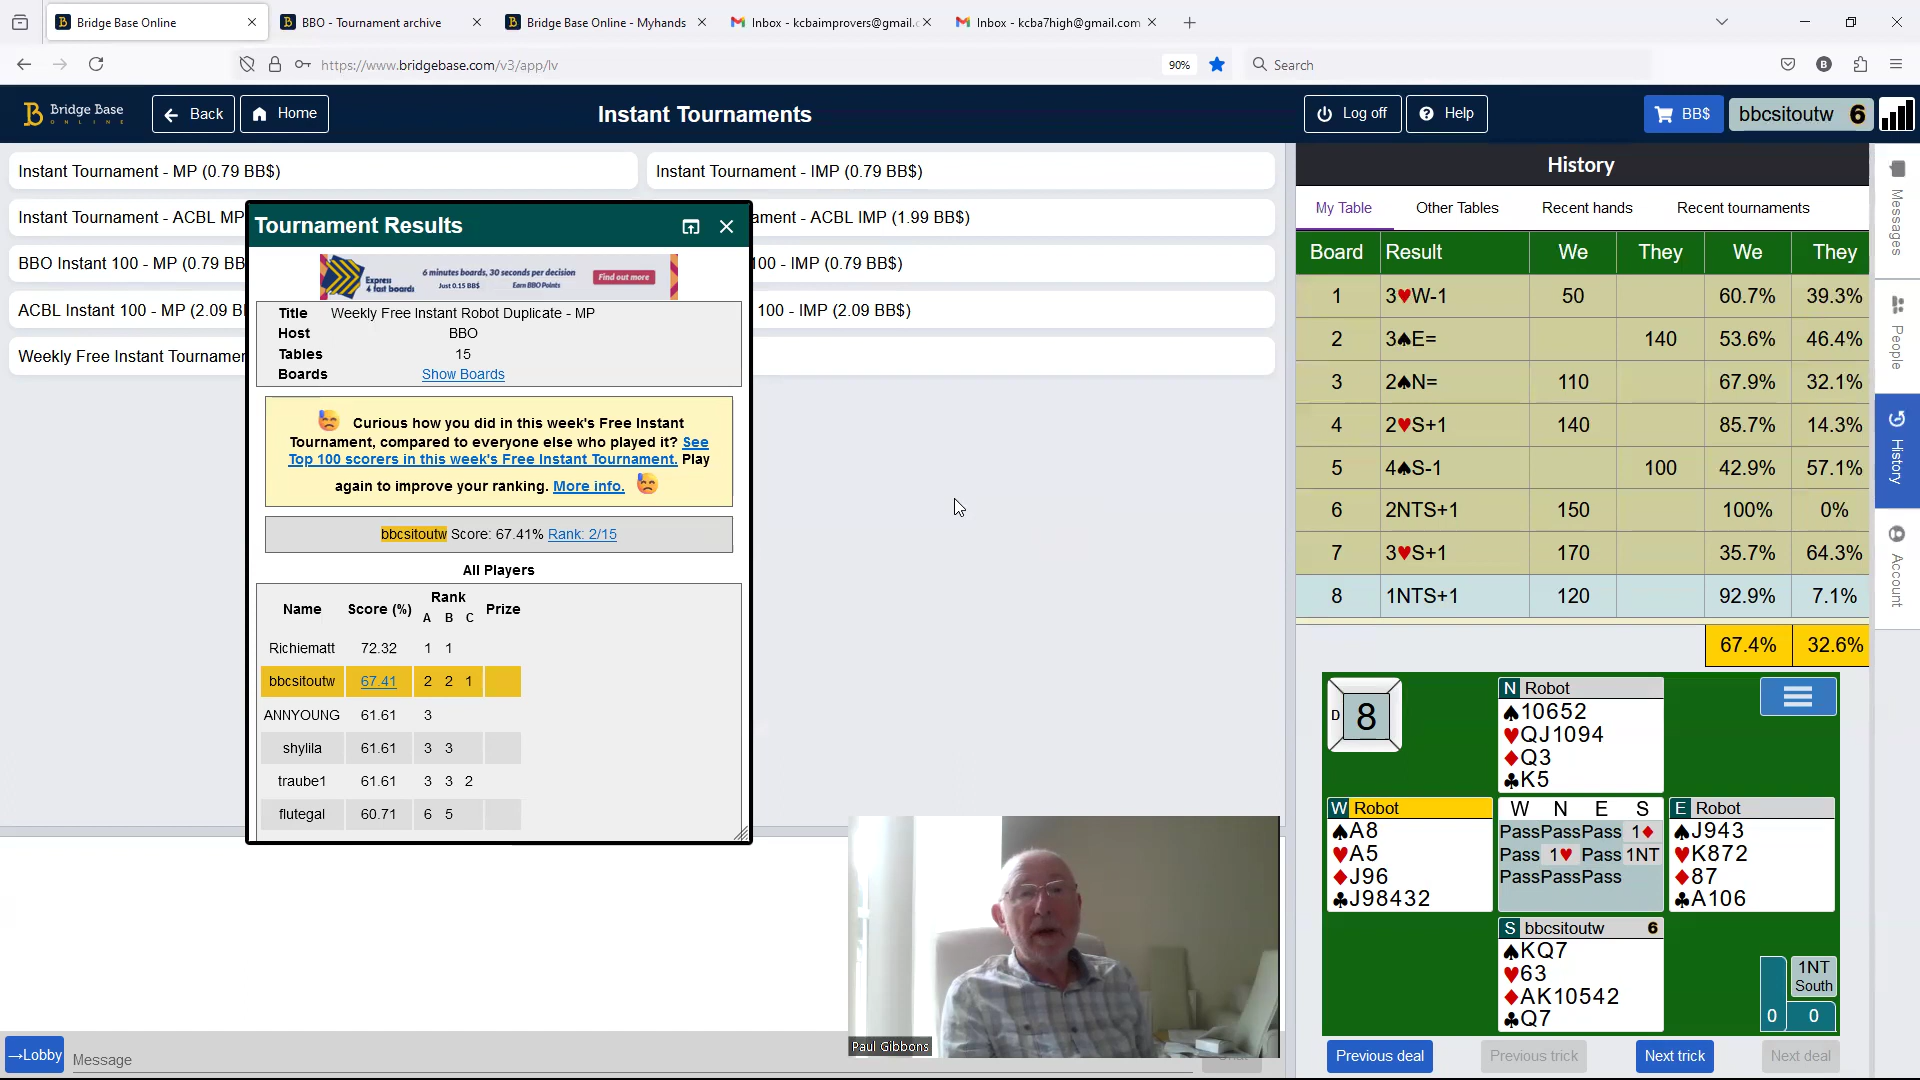 Bridge Base Online
BBO - Tournament archive
Bridge Base Online - Myhands
Inbox - kcbaimprovers@gmail.c
Inbox - kcba7high@gmail.com
https://www.bridgebase.com/v3/app/lv
90%
Search
Bridge Base
ONLINE
Back
Home
Instant Tournaments
Log off
Help
BB$
bbcsitoutw 6
Instant Tournament - MP (0.79 BB$)
Instant Tournament - IMP (0.79 BB$)
Instant Tournament - ACBL MP
ament - ACBL IMP (1.99 BB$)
BBO Instant 100 - MP (0.79 BB
100 - IMP (0.79 BB$)
ACBL Instant 100 - MP (2.09 B
100 - IMP (2.09 BB$)
Weekly Free Instant Tournamer
Tournament Results
Express
4 fast boards
6 minutes boards, 30 seconds per decision
Just 0.15 BB$
Earn BBO Points
Find out more
Title Weekly Free Instant Robot Duplicate - MP
Host BBO
Tables 15
Boards Show Boards
Curious how you did in this week's Free Instant
Tournament, compared to everyone else who played it? See
Top 100 scorers in this week's Free Instant Tournament. Play
again to improve your ranking. More info.
bbcsitoutw Score: 67.41% Rank: 2/15
All Players
Name Score (%) Rank Prize
A B C
Richiematt 72.32 1 1
bbcsitoutw 67.41 2 2 1
ANNYOUNG 61.61 3
shylila 61.61 3 3
traube1 61.61 3 3 2
flutegal 60.71 6 5
History
My Table Other Tables Recent hands Recent tournaments
Board Result We They We They
1 3♥W-1 50 60.7% 39.3%
2 3♠E= 140 53.6% 46.4%
3 2♠N= 110 67.9% 32.1%
4 2♥S+1 140 85.7% 14.3%
5 4♠S-1 100 42.9% 57.1%
6 2NTS+1 150 100% 0%
7 3♥S+1 170 35.7% 64.3%
8 1NTS+1 120 92.9% 7.1%
67.4% 32.6%
D 8
N Robot
♠10652
♥QJ1094
♦Q3
♣K5
W Robot
♠A8
♥A5
♦J96
♣J98432
W N E S
Pass Pass Pass 1♦
Pass 1♥ Pass 1NT
Pass Pass Pass
E Robot
♠J943
♥K872
♦87
♣A106
S bbcsitoutw 6
♠KQ7
♥63
♦AK10542
♣Q7
1NT
South
0 0
Previous deal
Previous trick
Next trick
Next deal
Messages
People
History
Account
Paul Gibbons
→Lobby
Message